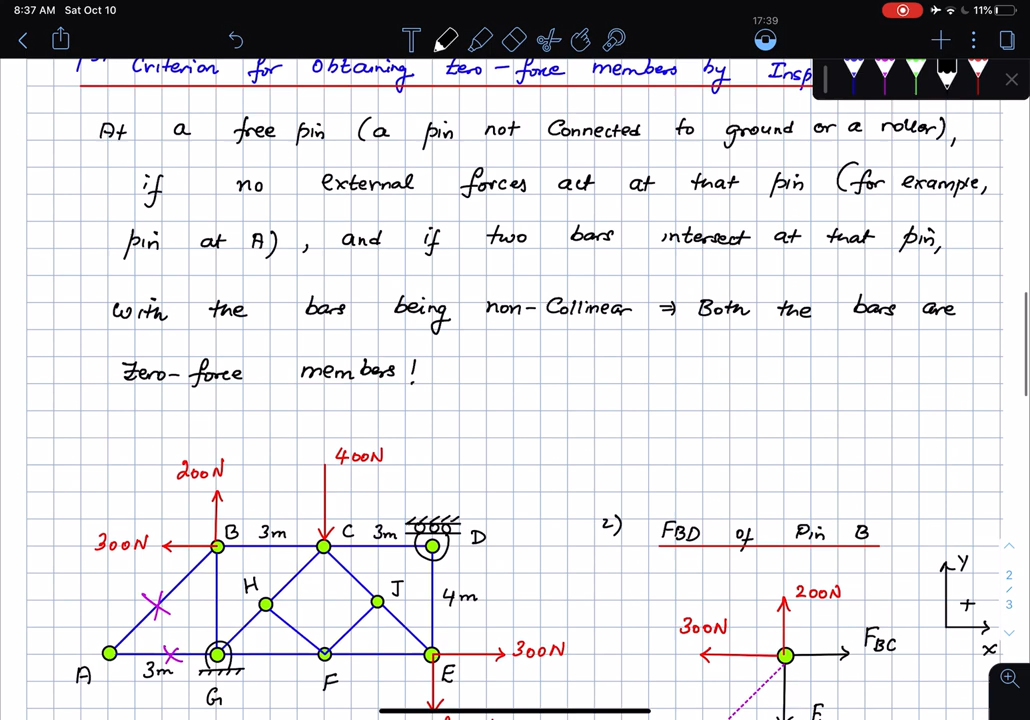 8:37 AM Sat Oct 10
17:39
11%
Criterion for obtaining zero-force members by
At a free pin (a pin not Connected to ground or a roller),
if no external forces act at that pin (for example,
pin at A), and if two bars intersect at that pin,
with the bars being non-Collinear ⇒ Both the bars are
Zero-force members!
400N
200N
B 3m C 3m D
300N
H
J
4m
300N
A 3m
G
F
E
2) FBD of Pin B
Y
+
x
200N
300N
F_BC
2
3